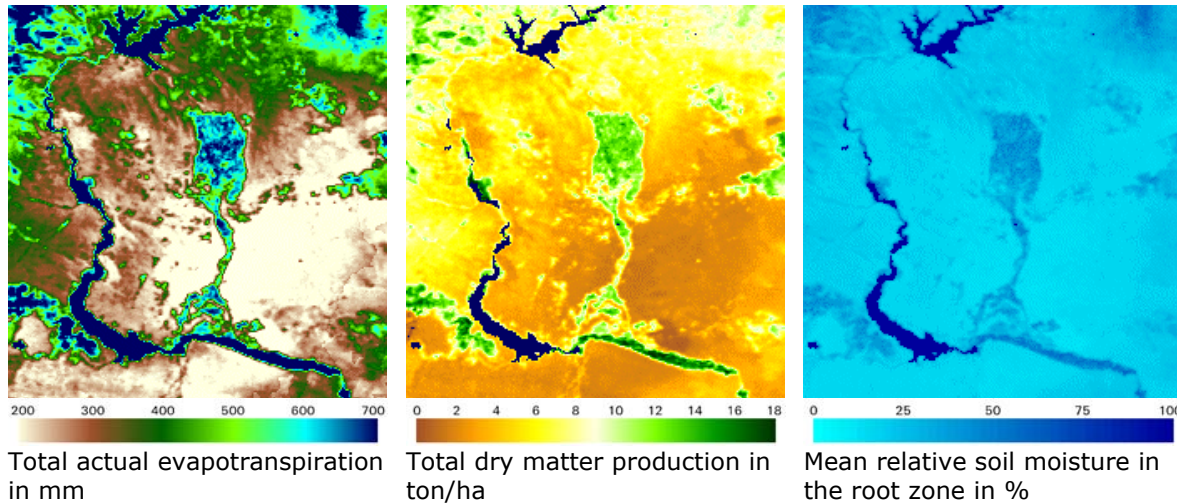 200 300 400 500 600 700
Total actual evapotranspiration
in mm
0 2 4 6 8 10 12 14 16 18
Total dry matter production in
ton/ha
0 25 50 75 100
Mean relative soil moisture in
the root zone in %